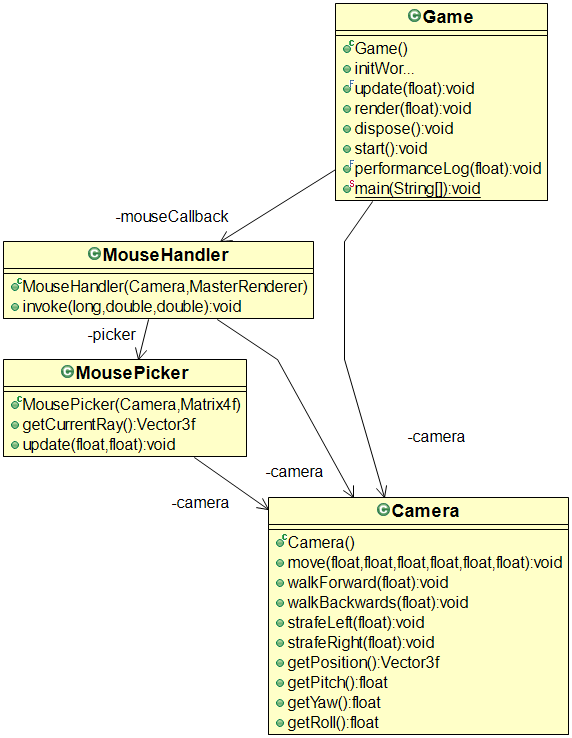 Game
Game()
initWor...
update(float):void
render(float):void
dispose():void
start():void
performanceLog(float):void
main(String[]):void
-mouseCallback
MouseHandler
MouseHandler(Camera,MasterRenderer)
invoke(long,double,double):void
-picker
MousePicker
MousePicker(Camera,Matrix4f)
getCurrentRay():Vector3f
update(float,float):void
-camera
-camera
-camera
Camera
Camera()
move(float,float,float,float,float,float):void
walkForward(float):void
walkBackwards(float):void
strafeLeft(float):void
strafeRight(float):void
getPosition():Vector3f
getPitch():float
getYaw():float
getRoll():float